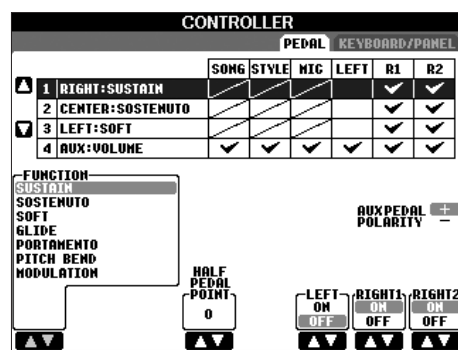 CONTROLLER
PEDAL KEYBOARD/PANEL
SONG STYLE MIC LEFT R1 R2
1 RIGHT:SUSTAIN
2 CENTER:SOSTENUTO
3 LEFT:SOFT
4 AUX:VOLUME
FUNCTION
SUSTAIN
SOSTENUTO
SOFT
GLIDE
PORTAMENTO
PITCH BEND
MODULATION
HALF
PEDAL
POINT
0
AUX PEDAL +
POLARITY −
LEFT RIGHT1 RIGHT2
ON ON ON
OFF OFF OFF